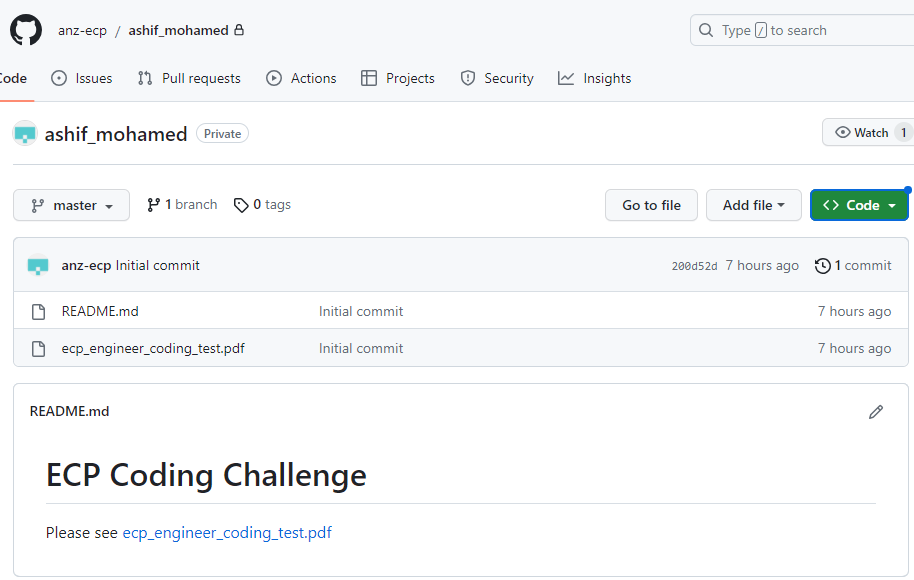 anz-ecp / ashif_mohamed
Type / to search
ode Issues Pull requests Actions Projects Security Insights
ashif_mohamed Private
Watch 1
master 1 branch 0 tags Go to file Add file <> Code
anz-ecp Initial commit 200d52d 7 hours ago 1 commit
README.md Initial commit 7 hours ago
ecp_engineer_coding_test.pdf Initial commit 7 hours ago
README.md
ECP Coding Challenge
Please see ecp_engineer_coding_test.pdf